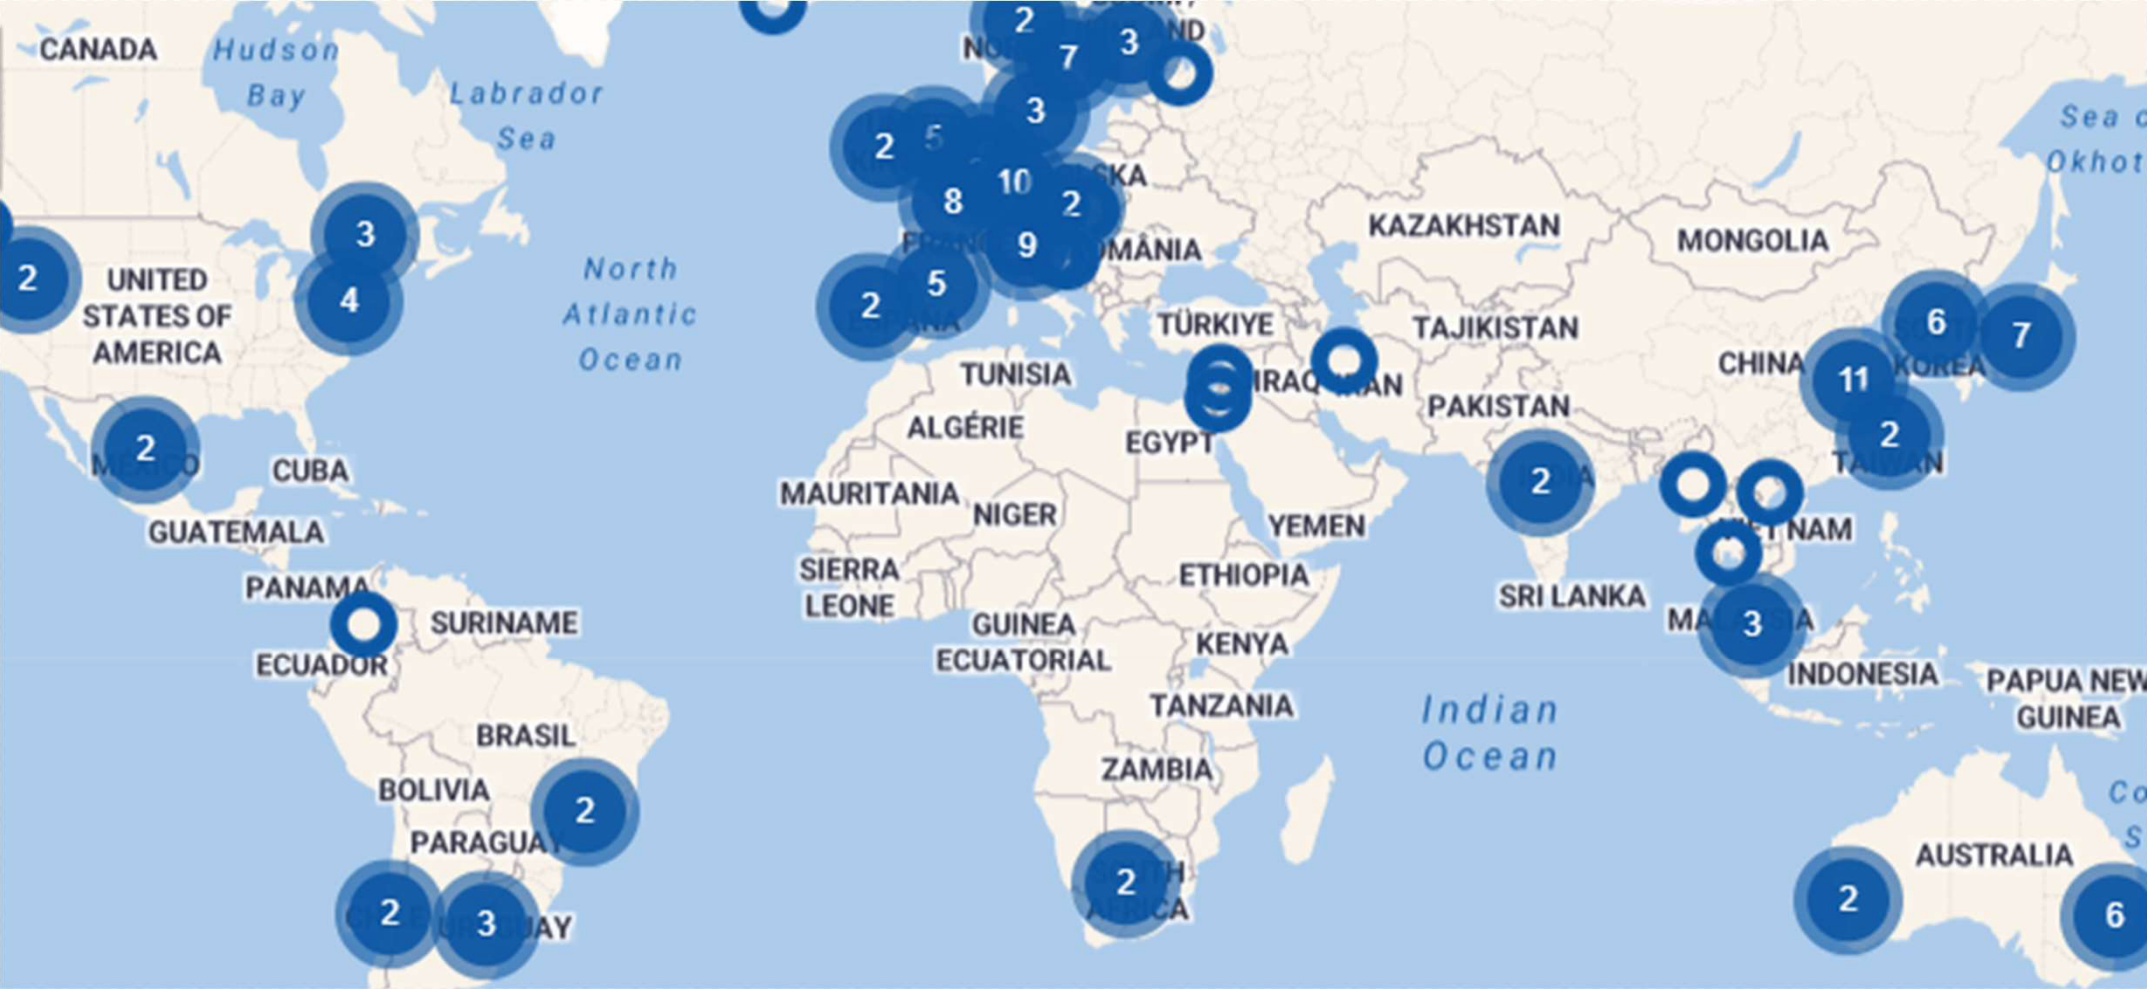 CANADA
Hudson
Bay
Labrador
Sea
2
7
3
3
2
5
10
8
2
9
5
2
3
4
2
UNITED
STATES OF
AMERICA
North
Atlantic
Ocean
KAZAKHSTAN
MONGOLIA
TÜRKIYE
TAJIKISTAN
CHINA
KOREA
6
7
11
2
TUNISIA
IRAQ
PAKISTAN
ALGÉRIE
EGYPT
2
CUBA
MAURITANIA
NIGER
YEMEN
2
GUATEMALA
SIERRA
LEONE
ETHIOPIA
SRI LANKA
PANAMA
SURINAME
GUINEA
ECUATORIAL
KENYA
3
ECUADOR
INDONESIA
PAPUA NEW
GUINEA
TANZANIA
Indian
Ocean
BRASIL
ZAMBIA
BOLIVIA
2
PARAGUAY
2
3
2
AUSTRALIA
2
6
Sea